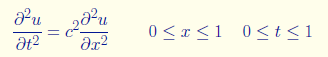 ∂²u/∂t² = c² ∂²u/∂x²   0 ≤ x ≤ 1   0 ≤ t ≤ 1